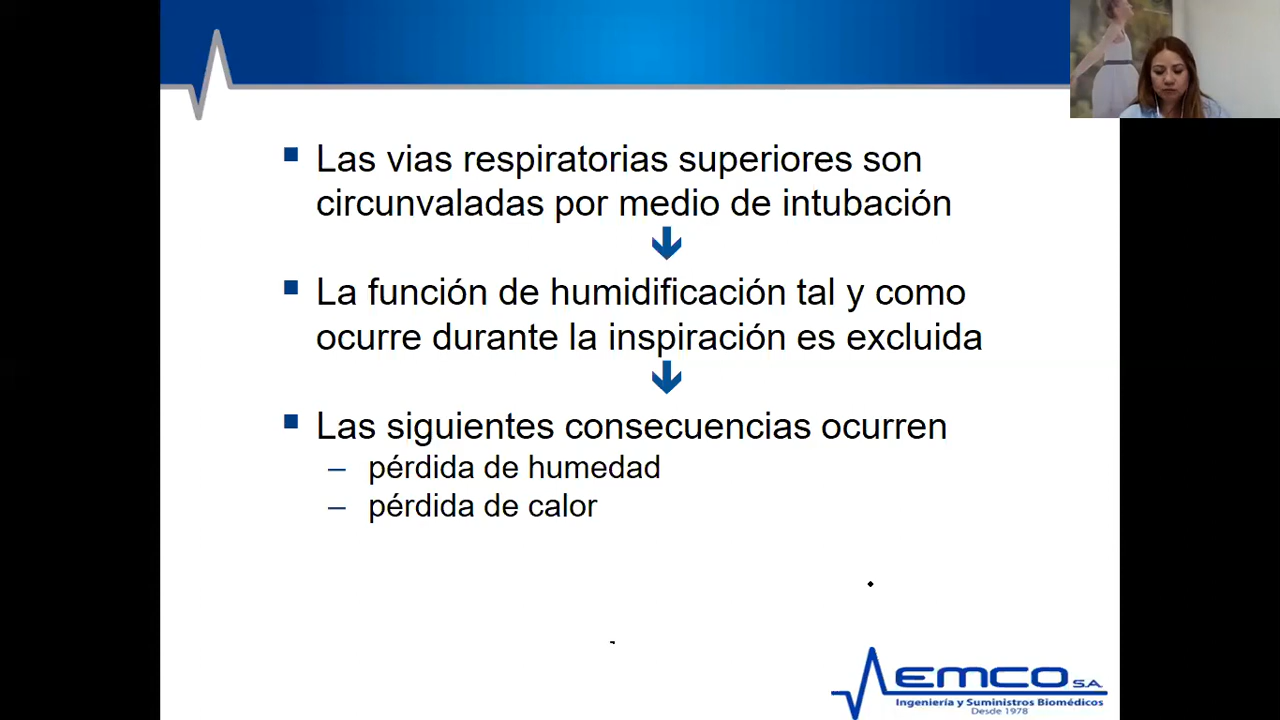 Las vias respiratorias superiores son
circunvaladas por medio de intubación
La función de humidificación tal y como
ocurre durante la inspiración es excluida
Las siguientes consecuencias ocurren
– pérdida de humedad
– pérdida de calor
EMCO S.A.
Ingeniería y Suministros Biomédicos
Desde 1978